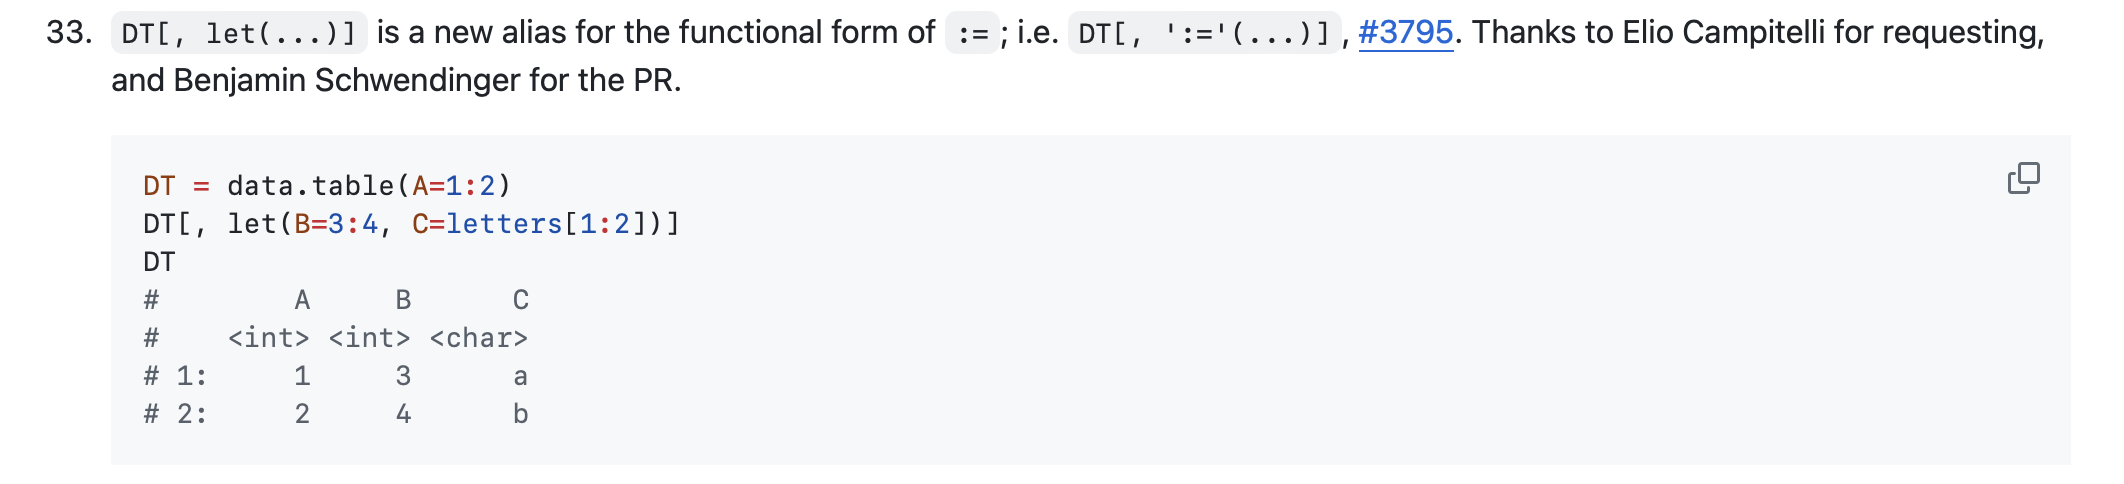 33. DT[, let(...)] is a new alias for the functional form of := ; i.e. DT[, ':='(...)] , #3795. Thanks to Elio Campitelli for requesting,
and Benjamin Schwendinger for the PR.
DT = data.table(A=1:2)
DT[, let(B=3:4, C=letters[1:2])]
DT
#        A     B      C
#    <int> <int> <char>
# 1:     1     3      a
# 2:     2     4      b